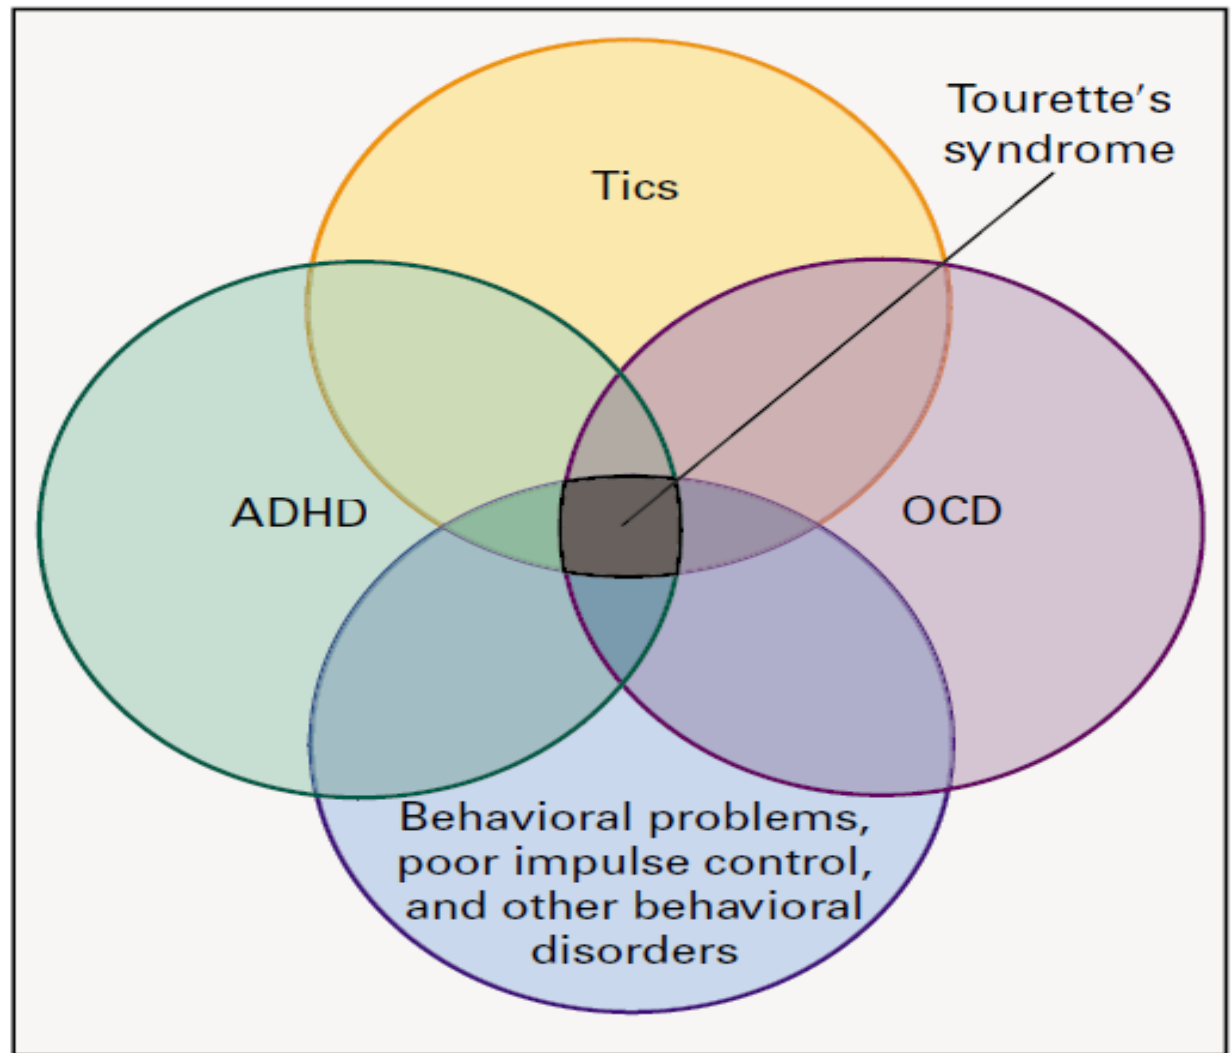 Tourette's
syndrome
Tics
ADHD
OCD
Behavioral problems,
poor impulse control,
and other behavioral
disorders